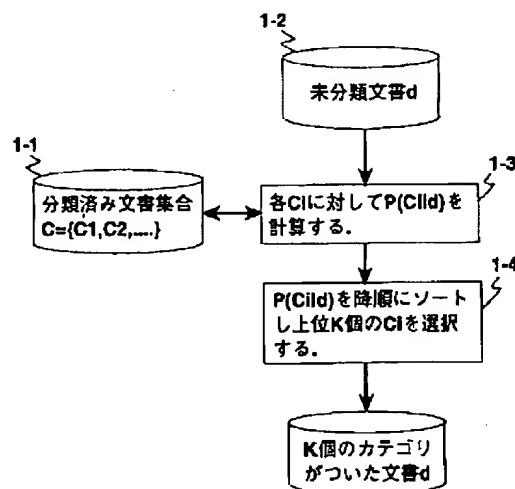 1-2
未分類文書d
1-1
分類済み文書集合
C={C1,C2,....}
1-3
各Ciに対してP(Ci|d)を
計算する。
1-4
P(Ci|d)を降順にソート
し上位K個のCiを選択
する。
K個のカテゴリ
がついた文書d